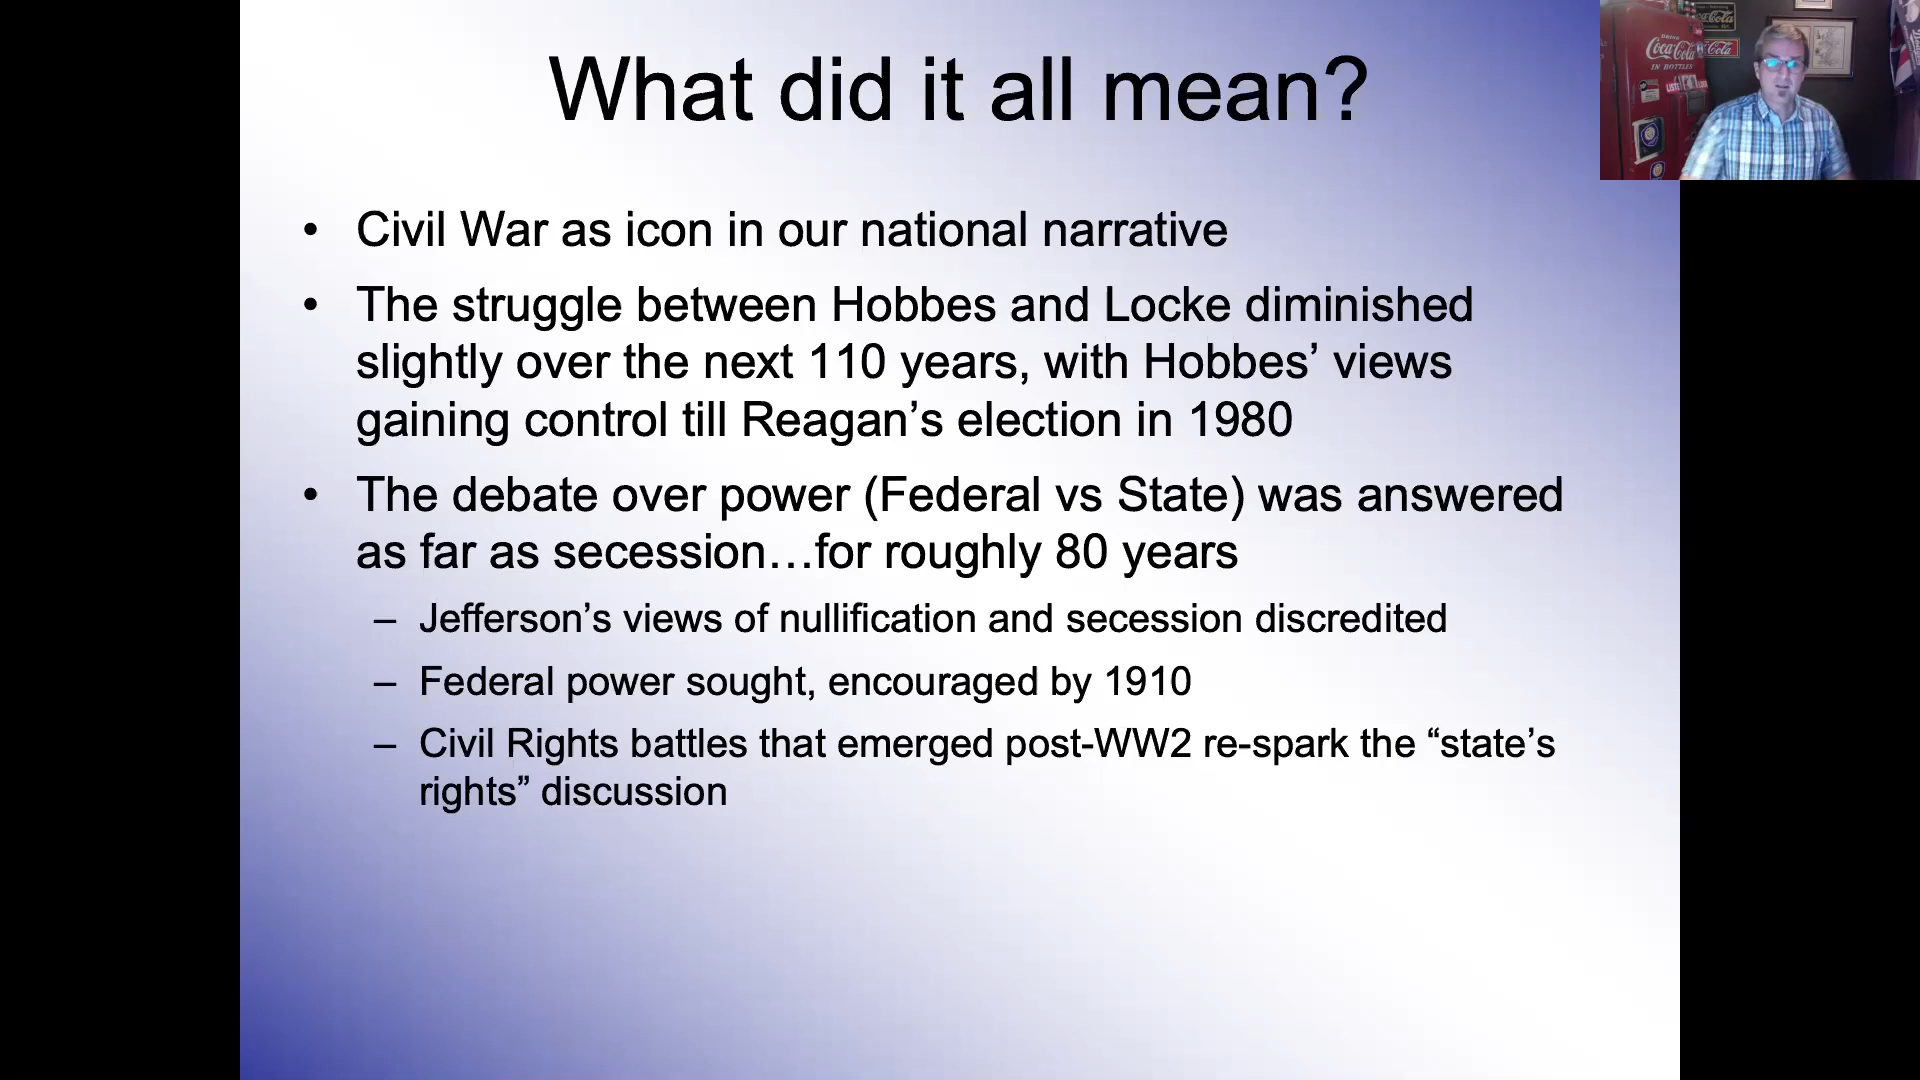 What did it all mean?
• Civil War as icon in our national narrative
• The struggle between Hobbes and Locke diminished
slightly over the next 110 years, with Hobbes’ views
gaining control till Reagan’s election in 1980
• The debate over power (Federal vs State) was answered
as far as secession…for roughly 80 years
– Jefferson’s views of nullification and secession discredited
– Federal power sought, encouraged by 1910
– Civil Rights battles that emerged post-WW2 re-spark the “state’s
rights” discussion
DRINK
Coca-Cola
IN BOTTLES
Coca-Cola